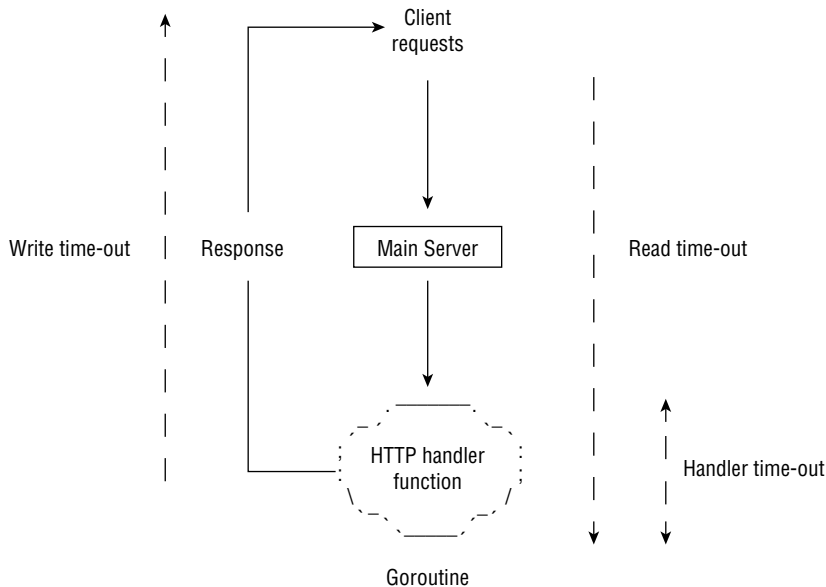 Client
requests
Write time-out
Response
Main Server
Read time-out
HTTP handler
function
Handler time-out
Goroutine